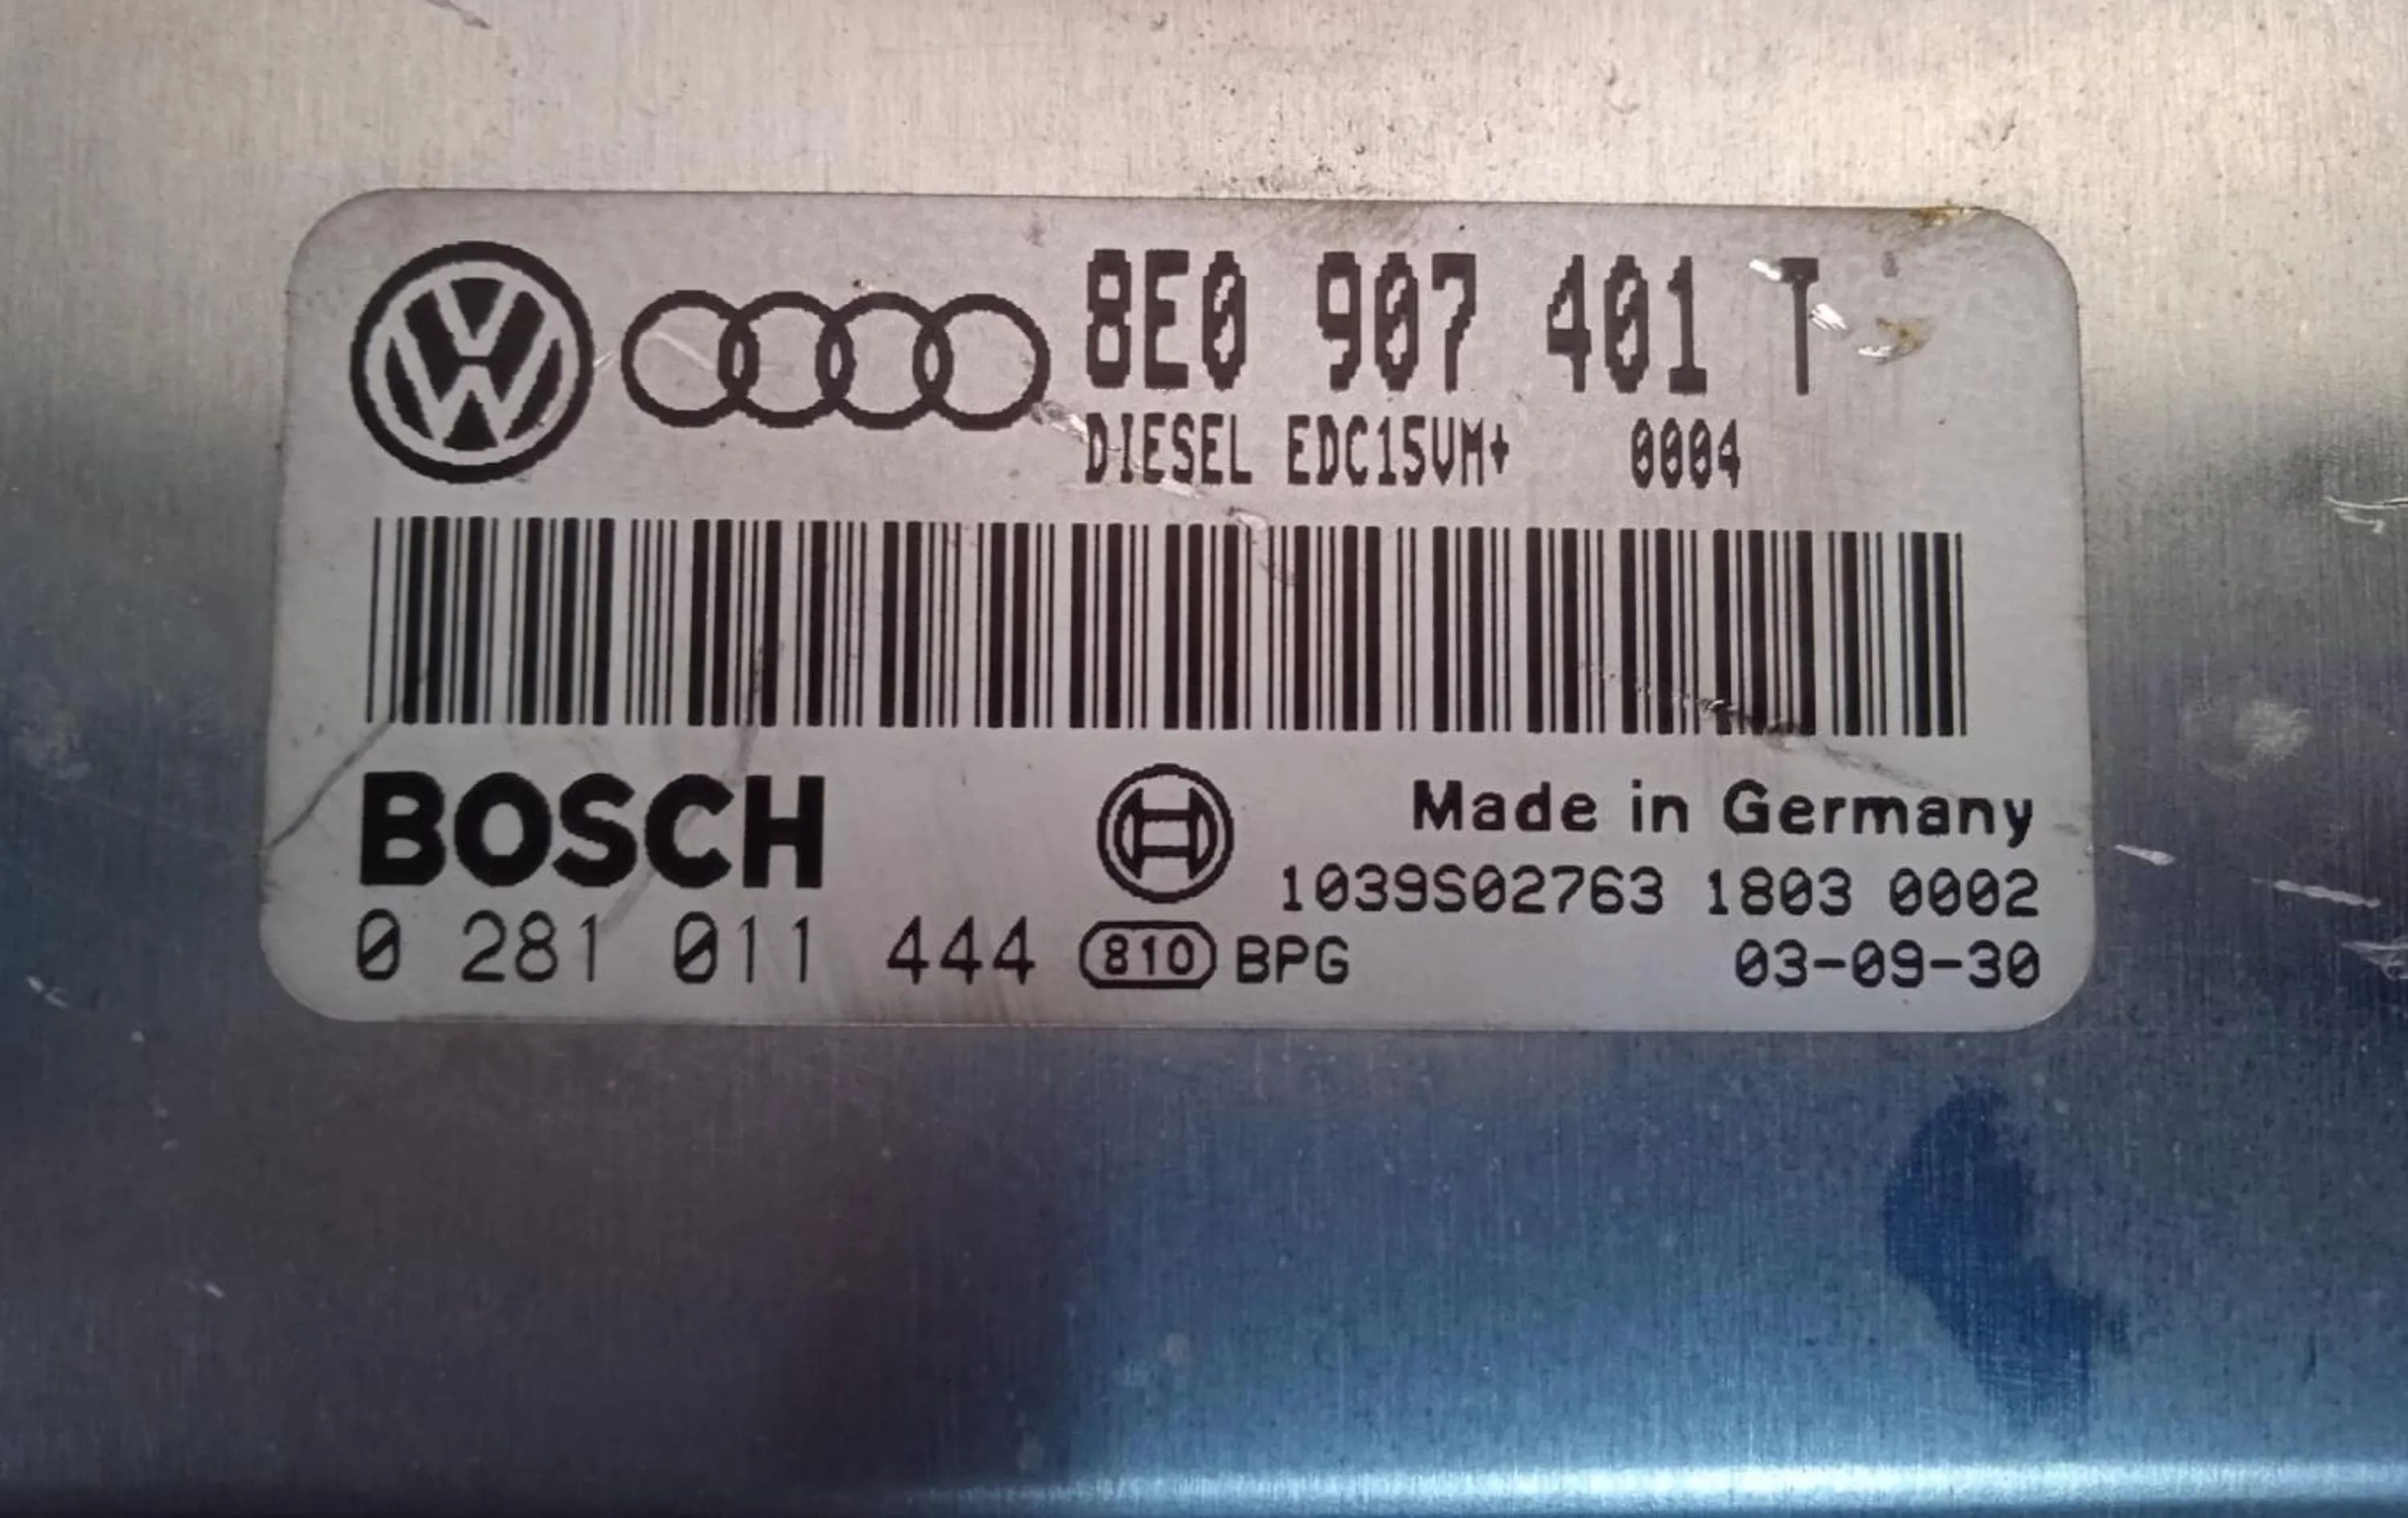 8E0 907 401 T
DIESEL EDC15VM+ 0004
BOSCH
Made in Germany
1039S02763 1803 0002
0 281 011 444 810 BPG 03-09-30